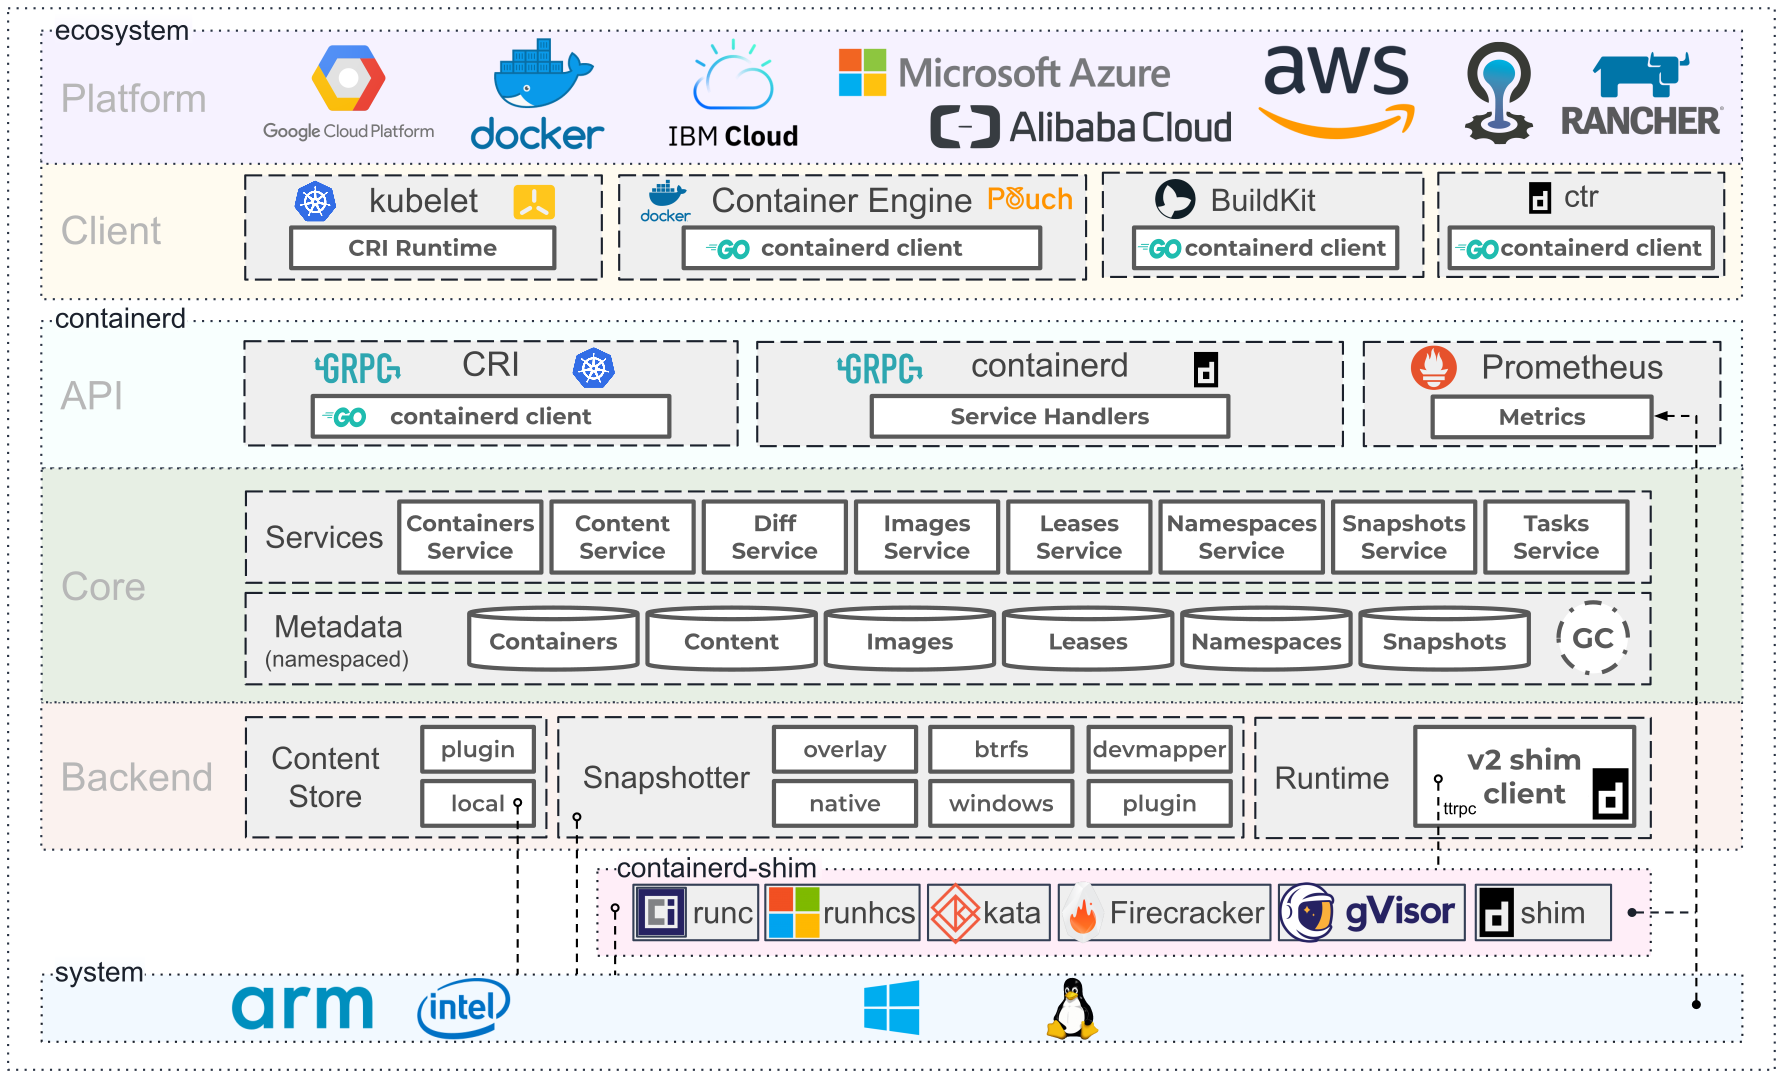 ecosystem
Platform
Google Cloud Platform
docker
IBM Cloud
Microsoft Azure
Alibaba Cloud
aws
RANCHER
Client
kubelet
CRI Runtime
docker
Container Engine
Pouch
GO containerd client
BuildKit
GO containerd client
ctr
GO containerd client
containerd
API
GRPC CRI
GO containerd client
GRPC containerd
Service Handlers
Prometheus
Metrics
Core
Services
Containers
Service
Content
Service
Diff
Service
Images
Service
Leases
Service
Namespaces
Service
Snapshots
Service
Tasks
Service
Metadata
(namespaced)
Containers
Content
Images
Leases
Namespaces
Snapshots
GC
Backend
Content
Store
plugin
local
Snapshotter
overlay
btrfs
devmapper
native
windows
plugin
Runtime
v2 shim
client
ttrpc
d
containerd-shim
runc
runhcs
kata
Firecracker
gVisor
shim
system
arm
intel